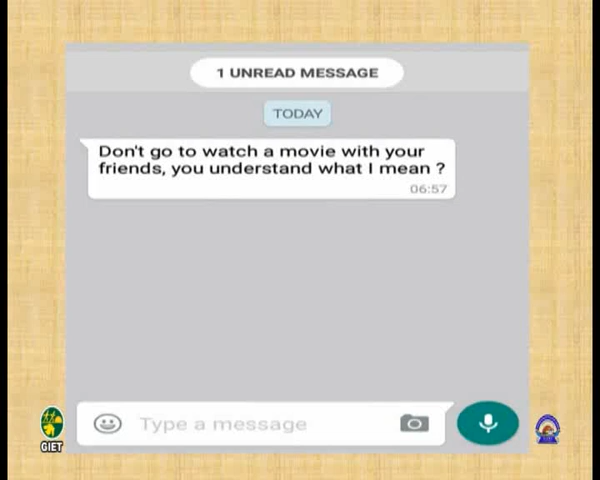 1 UNREAD MESSAGE
TODAY
Don't go to watch a movie with your
friends, you understand what I mean ?
06:57
Type a message
GIET